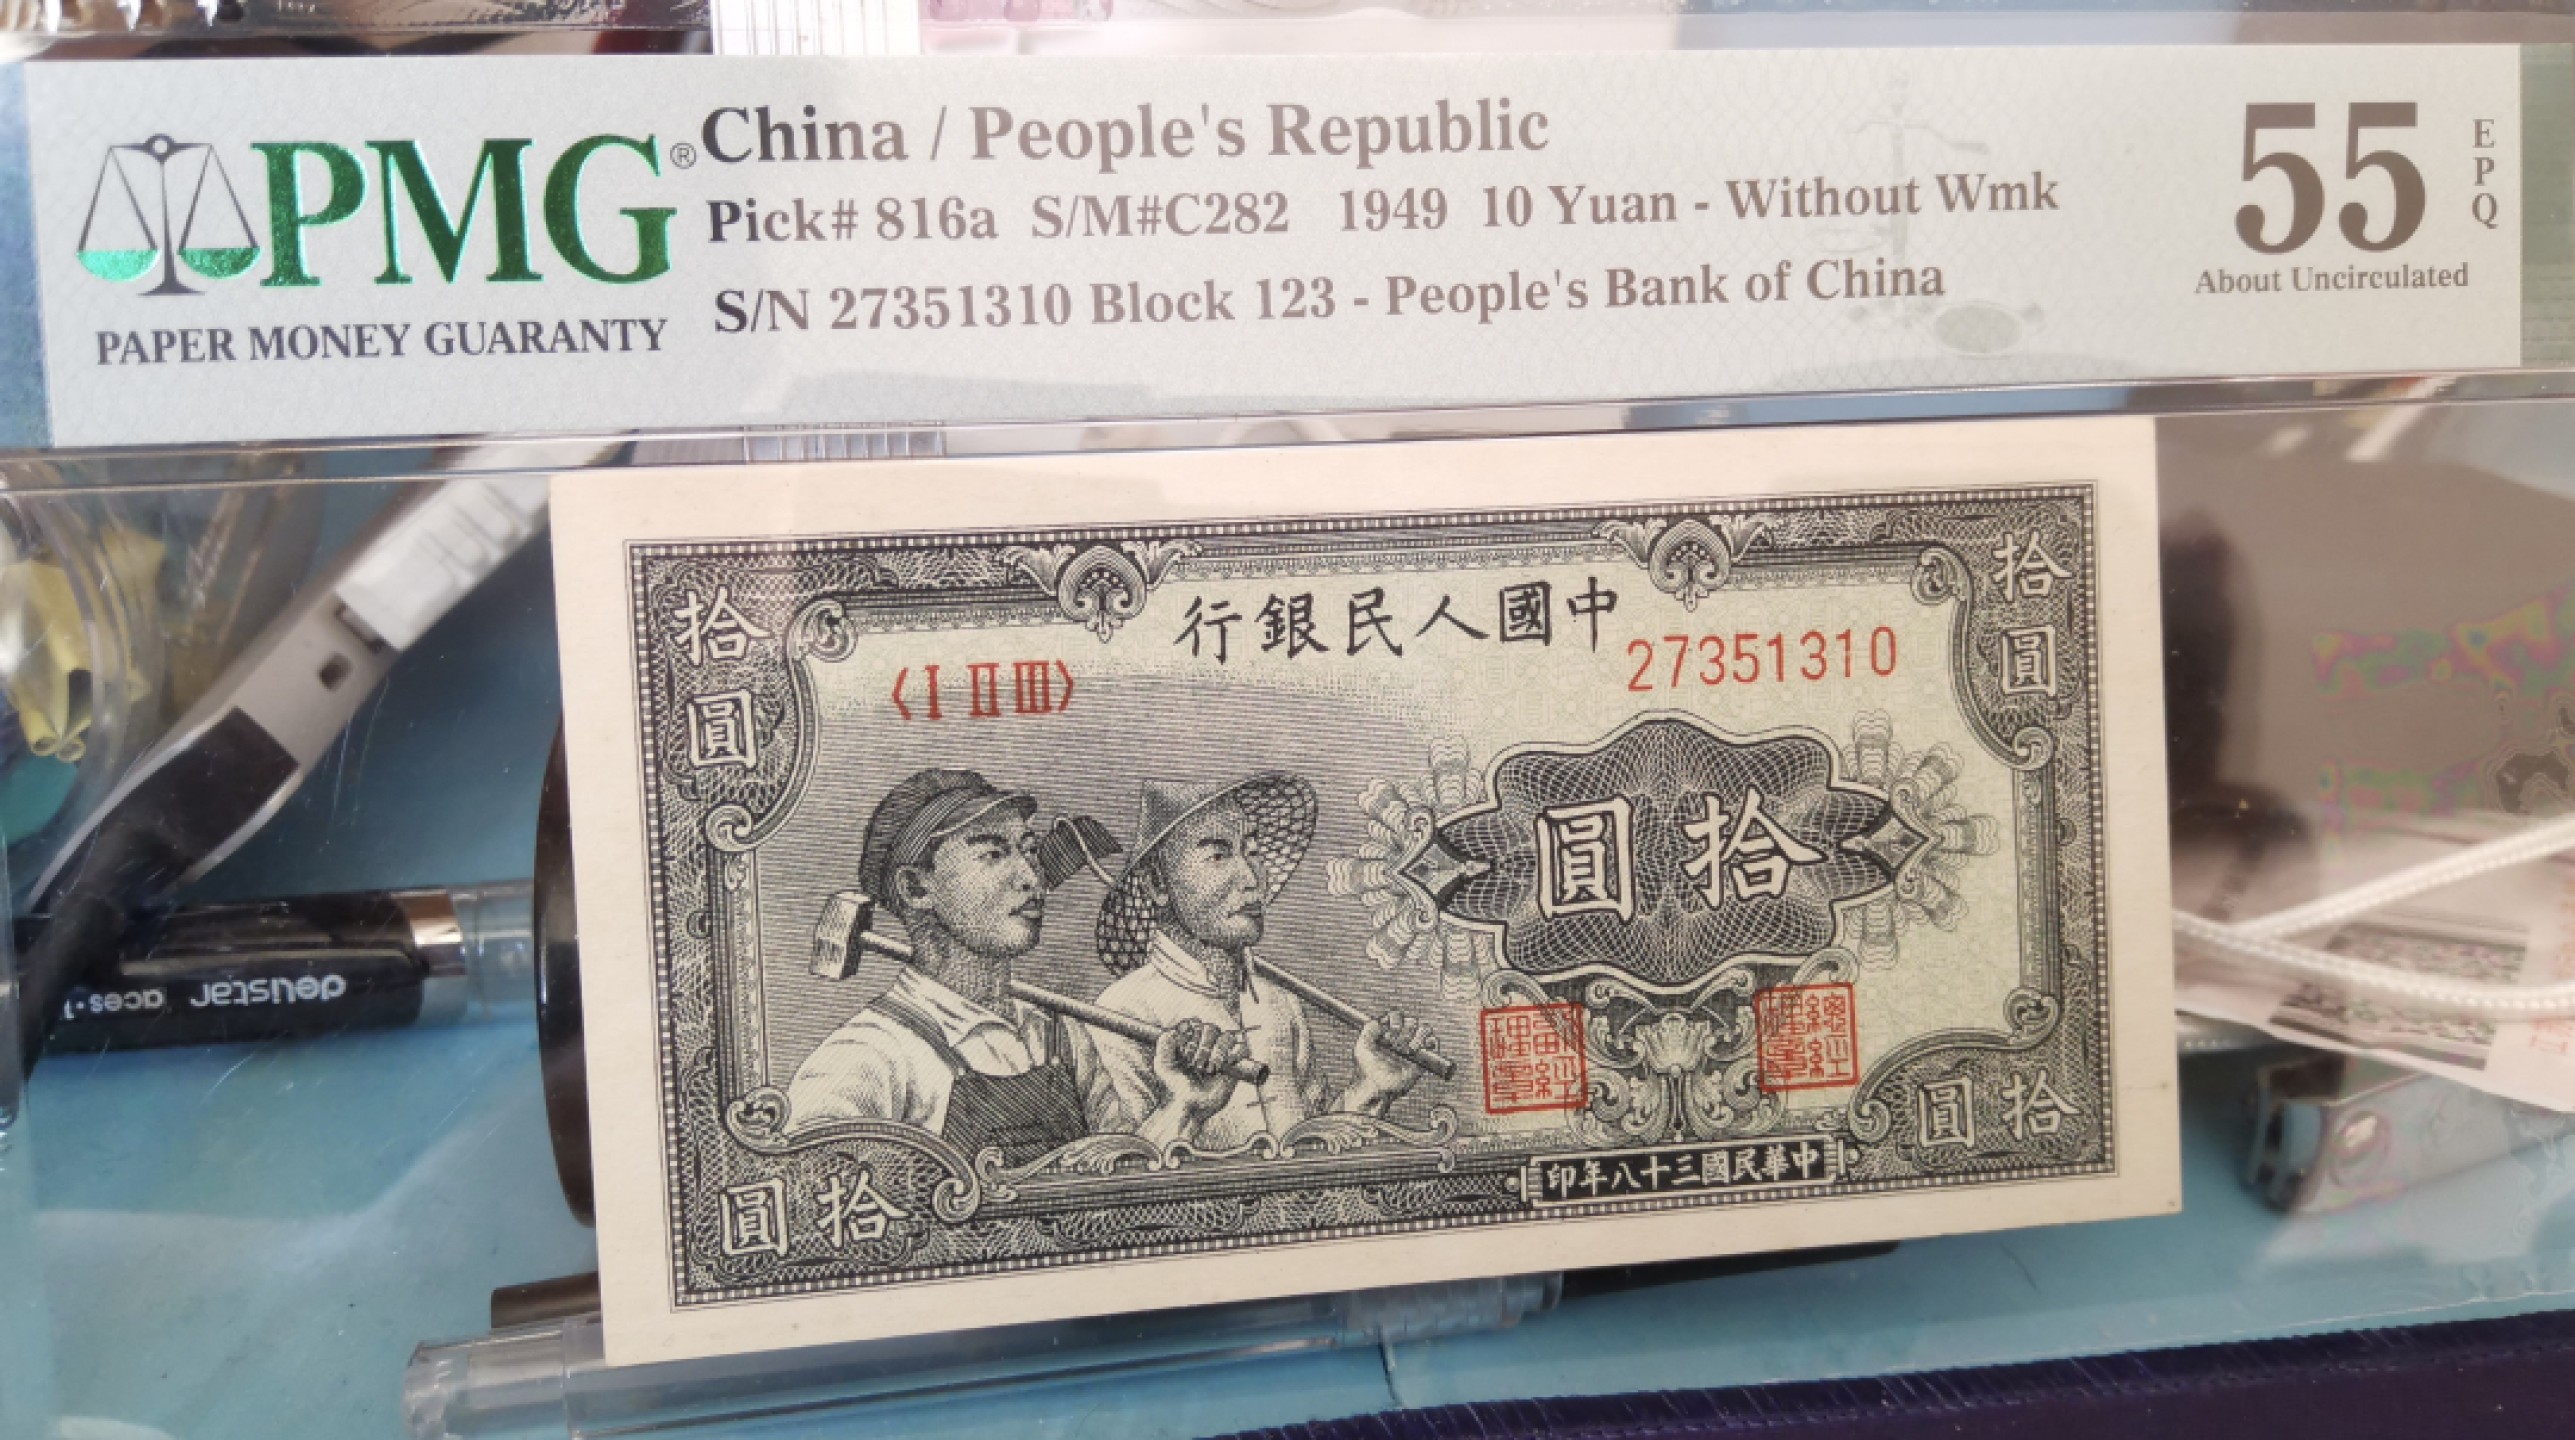 PMG®
PAPER MONEY GUARANTY
China / People's Republic
Pick# 816a S/M#C282 1949 10 Yuan - Without Wmk
S/N 27351310 Block 123 - People's Bank of China
55
EPQ
About Uncirculated
行銀民人國中
〈I II III〉
27351310
拾圓
拾圓
圓拾
圓拾
圓拾
印年八十三國民華中
delistar aces